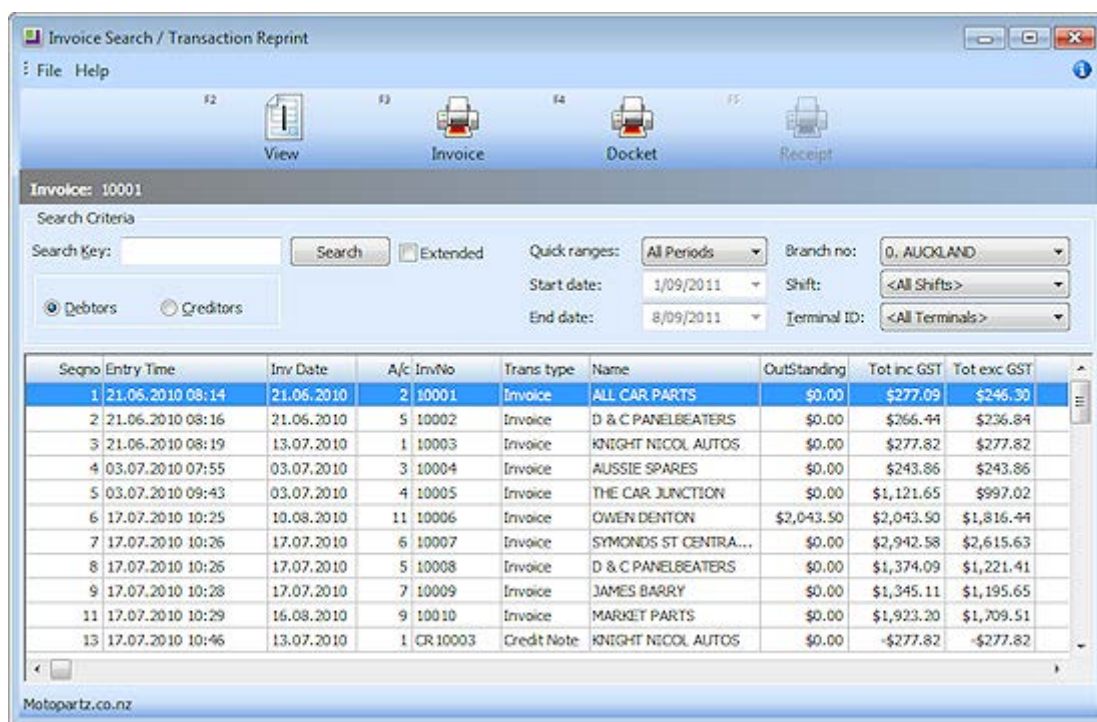 Invoice Search / Transaction Reprint
File Help
F2 F3 F4 F5
View Invoice Docket Receipt
Invoice: 10001
Search Criteria
Search Key: Search Extended Quick ranges: All Periods Branch no: 0. AUCKLAND
Start date: 1/09/2011 Shift: <All Shifts>
Debtors Creditors
End date: 8/09/2011 Terminal ID: <All Terminals>
Seqno Entry Time Inv Date A/c InvNo Trans type Name OutStanding Tot inc GST Tot exc GST
1 21.06.2010 08:14 21.06.2010 2 10001 Invoice ALL CAR PARTS $0.00 $277.09 $246.30
2 21.06.2010 08:16 21.06.2010 5 10002 Invoice D & C PANELBEATERS $0.00 $266.44 $236.84
3 21.06.2010 08:19 13.07.2010 1 10003 Invoice KNIGHT NICOL AUTOS $0.00 $277.82 $277.82
4 03.07.2010 07:55 03.07.2010 3 10004 Invoice AUSSIE SPARES $0.00 $243.86 $243.86
5 03.07.2010 09:43 03.07.2010 4 10005 Invoice THE CAR JUNCTION $0.00 $1,121.65 $997.02
6 17.07.2010 10:25 10.08.2010 11 10006 Invoice OWEN DENTON $2,043.50 $2,043.50 $1,816.44
7 17.07.2010 10:26 17.07.2010 6 10007 Invoice SYMONDS ST CENTRA... $0.00 $2,942.58 $2,615.63
8 17.07.2010 10:26 17.07.2010 5 10008 Invoice D & C PANELBEATERS $0.00 $1,374.09 $1,221.41
9 17.07.2010 10:28 17.07.2010 7 10009 Invoice JAMES BARRY $0.00 $1,345.11 $1,195.65
11 17.07.2010 10:29 16.08.2010 9 10010 Invoice MARKET PARTS $0.00 $1,923.20 $1,709.51
13 17.07.2010 10:46 13.07.2010 1 CR10003 Credit Note KNIGHT NICOL AUTOS $0.00 -$277.82 -$277.82
Motopartz.co.nz